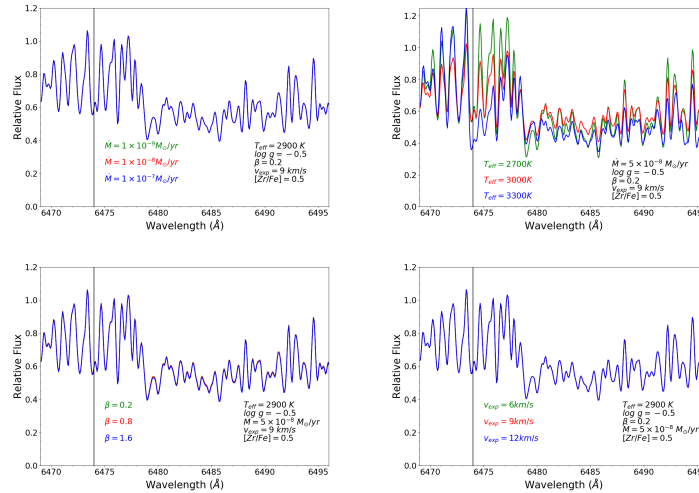 1.2
1.0
0.8
0.6
0.4
0.2
0.0
6470 6475 6480 6485 6490 6495
Relative Flux
Wavelength (Å)
Ṁ = 1 × 10⁻⁹ M⊙/yr
Ṁ = 1 × 10⁻⁸ M⊙/yr
Ṁ = 1 × 10⁻⁷ M⊙/yr
T_eff = 2900 K
log g = −0.5
β = 0.2
v_exp = 9 km/s
[Zr/Fe] = 0.5
1.2
1.0
0.8
0.6
0.4
0.2
0.0
6470 6475 6480 6485 6490 6495
Relative Flux
Wavelength (Å)
T_eff = 2700K
T_eff = 3000K
T_eff = 3300K
Ṁ = 5 × 10⁻⁸ M⊙/yr
log g = −0.5
β = 0.2
v_exp = 9 km/s
[Zr/Fe] = 0.5
1.2
1.0
0.8
0.6
0.4
0.2
0.0
6470 6475 6480 6485 6490 6495
Relative Flux
Wavelength (Å)
β = 0.2
β = 0.8
β = 1.6
T_eff = 2900 K
log g = −0.5
Ṁ = 5 × 10⁻⁸ M⊙/yr
v_exp = 9 km/s
[Zr/Fe] = 0.5
1.2
1.0
0.8
0.6
0.4
0.2
0.0
6470 6475 6480 6485 6490 6495
Relative Flux
Wavelength (Å)
v_exp = 6km/s
v_exp = 9km/s
v_exp = 12km/s
T_eff = 2900 K
log g = −0.5
β = 0.2
Ṁ = 5 × 10⁻⁸ M⊙/yr
[Zr/Fe] = 0.5